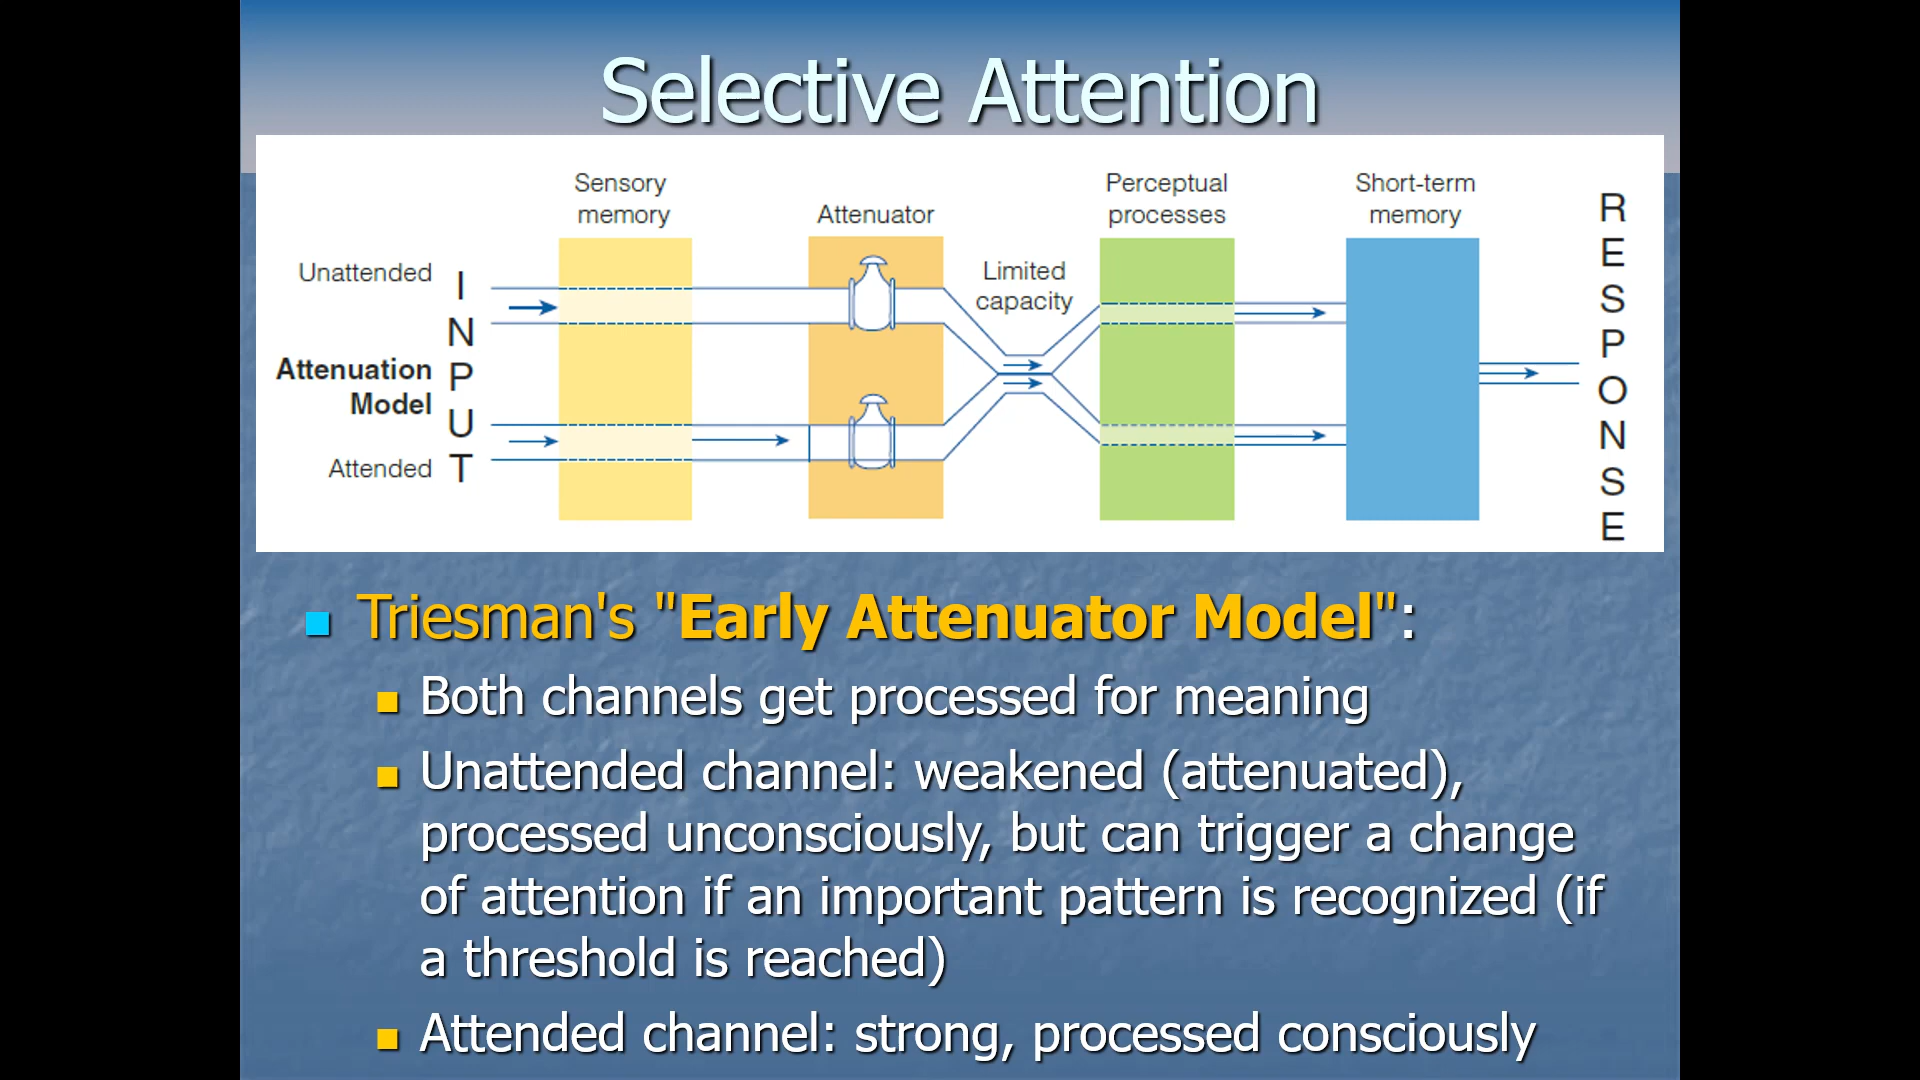 Selective Attention
Sensory
memory
Attenuator
Perceptual
processes
Short-term
memory
Unattended
Limited
capacity
Attenuation
Model
Attended
INPUT
RESPONSE
Triesman's "Early Attenuator Model":
Both channels get processed for meaning
Unattended channel: weakened (attenuated),
processed unconsciously, but can trigger a change
of attention if an important pattern is recognized (if
a threshold is reached)
Attended channel: strong, processed consciously